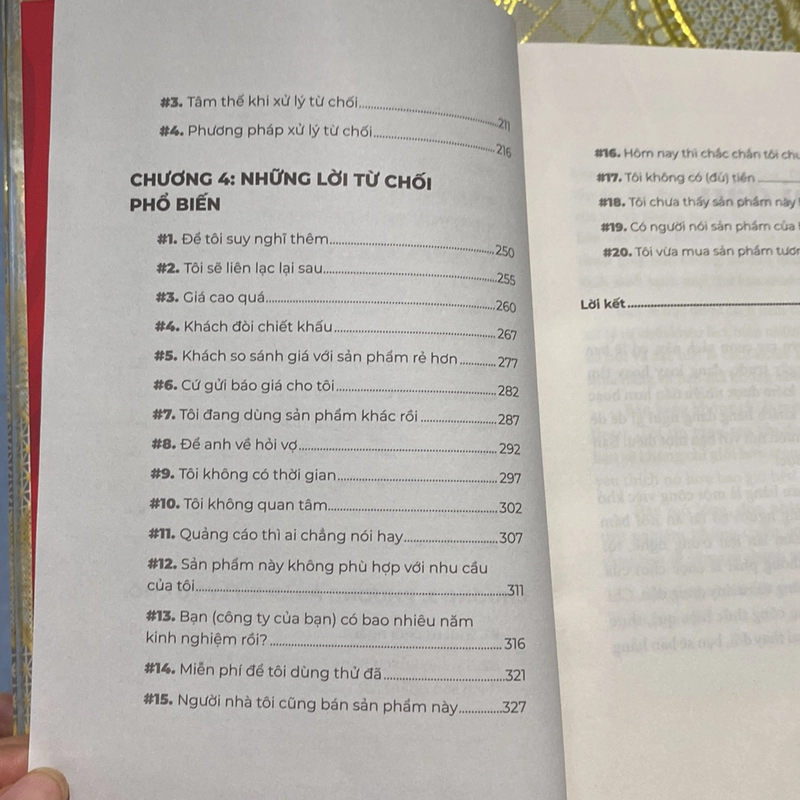 #3. Tâm thế khi xử lý từ chối........211
#4. Phương pháp xử lý từ chối........216
CHƯƠNG 4: NHỮNG LỜI TỪ CHỐI
PHỔ BIẾN
#1. Để tôi suy nghĩ thêm........250
#2. Tôi sẽ liên lạc lại sau........255
#3. Giá cao quá........260
#4. Khách đòi chiết khấu........267
#5. Khách so sánh giá với sản phẩm rẻ hơn........277
#6. Cứ gửi báo giá cho tôi........282
#7. Tôi đang dùng sản phẩm khác rồi........287
#8. Để anh về hỏi vợ........292
#9. Tôi không có thời gian........297
#10. Tôi không quan tâm........302
#11. Quảng cáo thì ai chẳng nói hay........307
#12. Sản phẩm này không phù hợp với nhu cầu
của tôi........311
#13. Bạn (công ty của bạn) có bao nhiêu năm
kinh nghiệm rồi?........316
#14. Miễn phí để tôi dùng thử đã........321
#15. Người nhà tôi cũng bán sản phẩm này........327
#16. Hôm nay thì chắc chắn tôi
#17. Tôi không có (đủ) tiền
#18. Tôi chưa thấy sản phẩm này
#19. Có người nói sản phẩm của
#20. Tôi vừa mua sản phẩm
Lời kết........